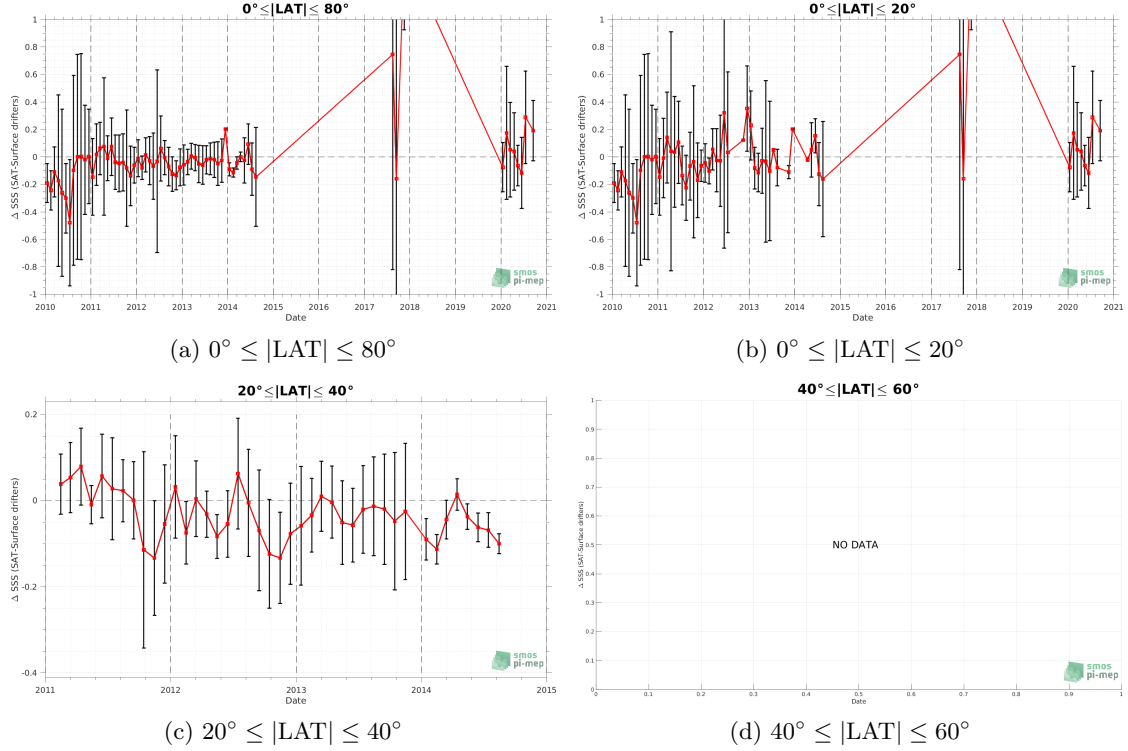 0°≤|LAT|≤ 80°
Δ SSS (SAT-Surface drifters)
1
0.8
0.6
0.4
0.2
0
-0.2
-0.4
-0.6
-0.8
-1
2010 2011 2012 2013 2014 2015 2016 2017 2018 2019 2020 2021
Date
smos
pi-mep
(a) 0° ≤ |LAT| ≤ 80°
0°≤|LAT|≤ 20°
Δ SSS (SAT-Surface drifters)
1
0.8
0.6
0.4
0.2
0
-0.2
-0.4
-0.6
-0.8
-1
2010 2011 2012 2013 2014 2015 2016 2017 2018 2019 2020 2021
Date
smos
pi-mep
(b) 0° ≤ |LAT| ≤ 20°
20°≤|LAT|≤ 40°
Δ SSS (SAT-Surface drifters)
0.2
0
-0.2
-0.4
2011 2012 2013 2014 2015
Date
smos
pi-mep
(c) 20° ≤ |LAT| ≤ 40°
40°≤|LAT|≤ 60°
Δ SSS (SAT-Surface drifters)
1
0.9
0.8
0.7
0.6
0.5
0.4
0.3
0.2
0.1
0
NO DATA
0 0.1 0.2 0.3 0.4 0.5 0.6 0.7 0.8 0.9 1
Date
smos
pi-mep
(d) 40° ≤ |LAT| ≤ 60°